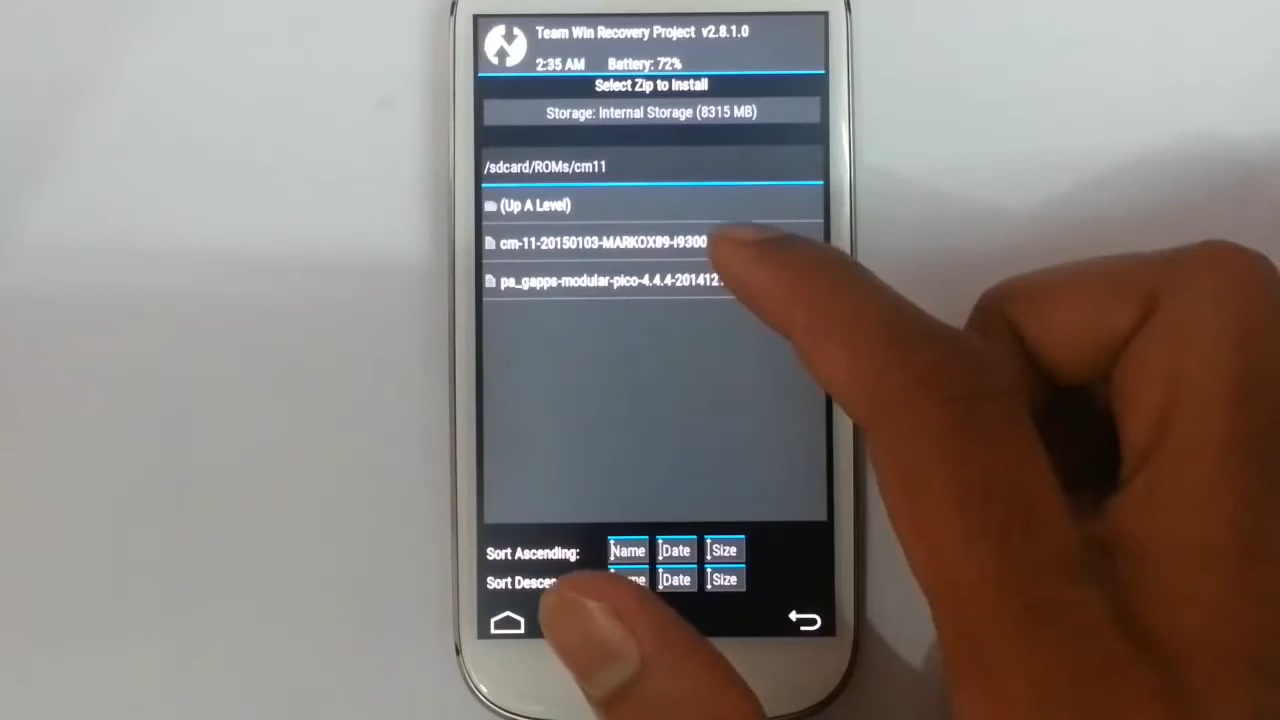 Team Win Recovery Project v2.8.1.0
2:35 AM Battery: 72%
Select Zip to Install
Storage: Internal Storage (8315 MB)
/sdcard/ROMs/cm11
(Up A Level)
cm-11-20150103-MARKOX89-i9300
pa_gapps-modular-pico-4.4.4-201412
Sort Ascending: Name Date Size
Sort Date Size